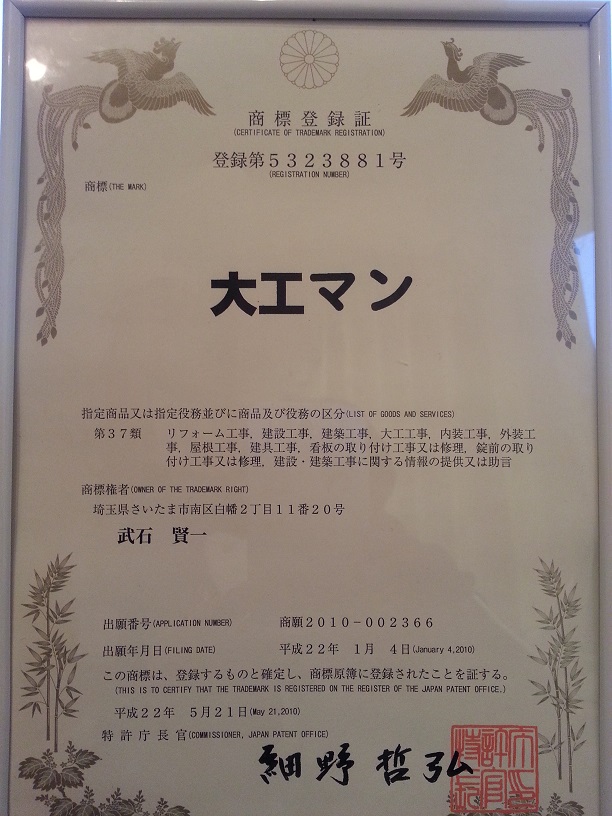 商標登録証
(CERTIFICATE OF TRADEMARK REGISTRATION)
登録第5323881号
(REGISTRATION NUMBER)
商標(THE MARK)
大工マン
指定商品又は指定役務並びに商品及び役務の区分(LIST OF GOODS AND SERVICES)
第37類 リフォーム工事，建設工事，建築工事，大工工事，内装工事，外装工
事，屋根工事，建具工事，看板の取り付け工事又は修理，錠前の取り
付け工事又は修理，建設・建築工事に関する情報の提供又は助言
商標権者(OWNER OF THE TRADEMARK RIGHT)
埼玉県さいたま市南区白幡2丁目11番20号
武石 賢一
出願番号(APPLICATION NUMBER) 商願2010-002366
出願年月日(FILING DATE) 平成22年 1月 4日(January 4,2010)
この商標は、登録するものと確定し、商標原簿に登録されたことを証する。
(THIS IS TO CERTIFY THAT THE TRADEMARK IS REGISTERED ON THE REGISTER OF THE JAPAN PATENT OFFICE.)
平成22年 5月21日(May 21,2010)
特許庁長官(COMMISSIONER, JAPAN PATENT OFFICE)
細野哲弘
特許庁長官之印